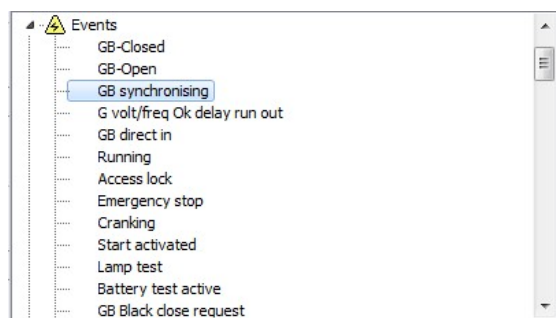 Events
GB-Closed
GB-Open
GB synchronising
G volt/freq Ok delay run out
GB direct in
Running
Access lock
Emergency stop
Cranking
Start activated
Lamp test
Battery test active
GB Black close request